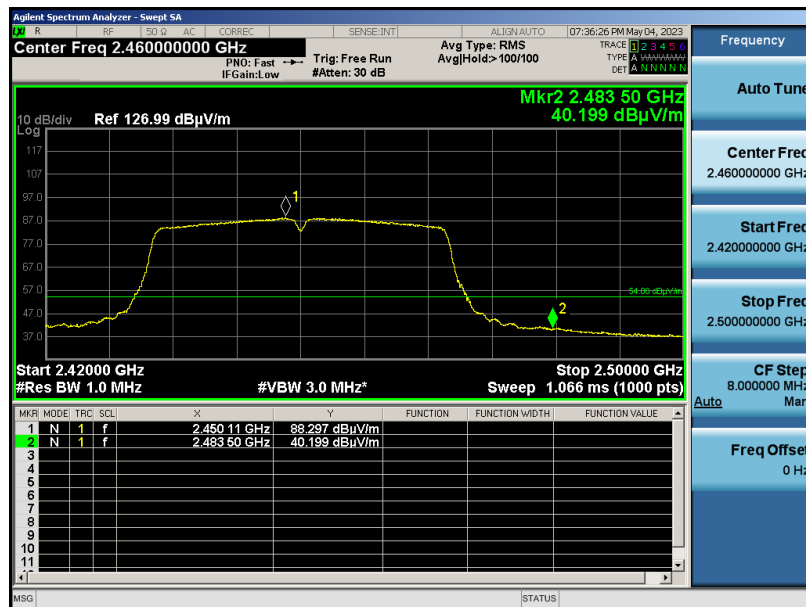 Agilent Spectrum Analyzer - Swept SA
LXI R RF 50 Ω AC CORREC SENSE:INT ALIGN AUTO 07:36:26 PM May 04, 2023
Center Freq 2.460000000 GHz
PNO: Fast
IFGain:Low
Trig: Free Run
#Atten: 30 dB
Avg Type: RMS
Avg|Hold:>100/100
TRACE 1 2 3 4 5 6
TYPE A WWWWW
DET A N N N N N
Mkr2 2.483 50 GHz
40.199 dBµV/m
10 dB/div Ref 126.99 dBµV/m
Log
117
107
97.0
87.0
77.0
67.0
57.0
47.0
37.0
1
54.00 dBµV/m
2
Start 2.42000 GHz Stop 2.50000 GHz
#Res BW 1.0 MHz #VBW 3.0 MHz* Sweep 1.066 ms (1000 pts)
MKR MODE TRC SCL X Y FUNCTION FUNCTION WIDTH FUNCTION VALUE
1 N 1 f 2.450 11 GHz 88.297 dBµV/m
2 N 1 f 2.483 50 GHz 40.199 dBµV/m
3
4
5
6
7
8
9
10
11
MSG STATUS
Frequency
Auto Tune
Center Freq
2.460000000 GHz
Start Freq
2.420000000 GHz
Stop Freq
2.500000000 GHz
CF Step
8.000000 MHz
Auto Man
Freq Offset
0 Hz